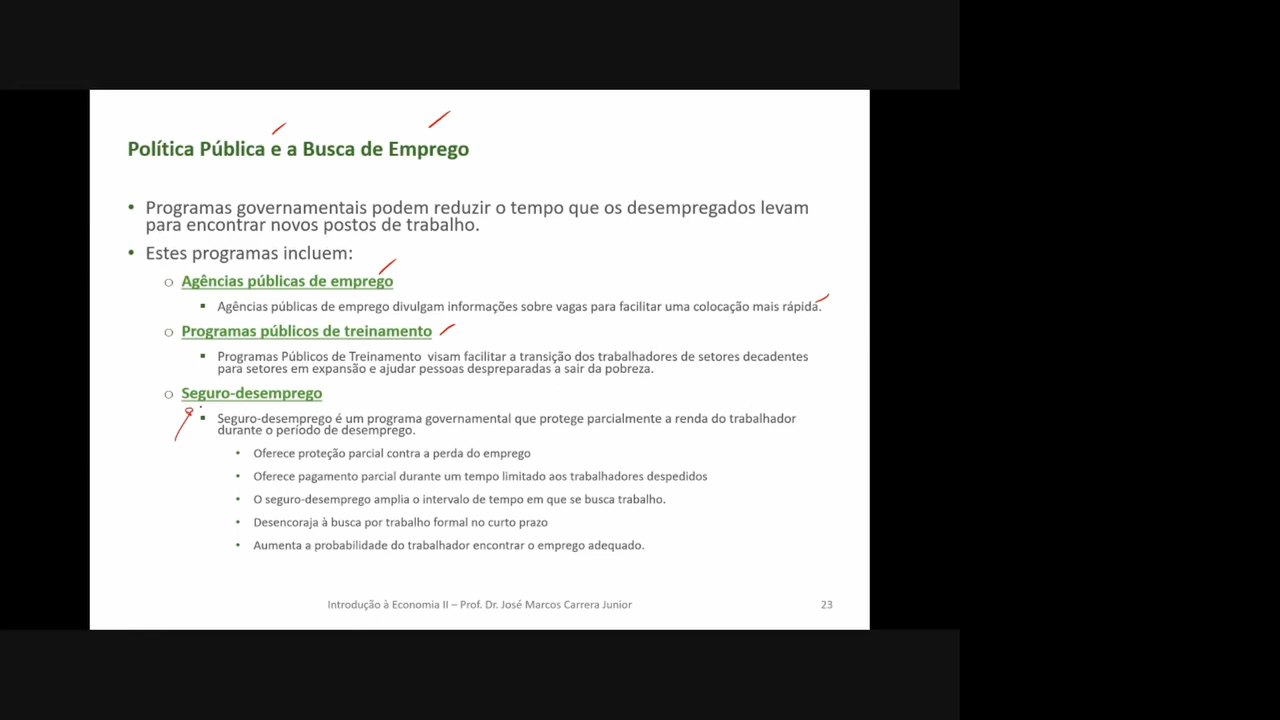 Política Pública e a Busca de Emprego
• Programas governamentais podem reduzir o tempo que os desempregados levam
para encontrar novos postos de trabalho.
• Estes programas incluem:
o Agências públicas de emprego
▪ Agências públicas de emprego divulgam informações sobre vagas para facilitar uma colocação mais rápida.
o Programas públicos de treinamento
▪ Programas Públicos de Treinamento visam facilitar a transição dos trabalhadores de setores decadentes
para setores em expansão e ajudar pessoas despreparadas a sair da pobreza.
o Seguro-desemprego
▪ Seguro-desemprego é um programa governamental que protege parcialmente a renda do trabalhador
durante o período de desemprego.
• Oferece proteção parcial contra a perda do emprego
• Oferece pagamento parcial durante um tempo limitado aos trabalhadores despedidos
• O seguro-desemprego amplia o intervalo de tempo em que se busca trabalho.
• Desencoraja à busca por trabalho formal no curto prazo
• Aumenta a probabilidade do trabalhador encontrar o emprego adequado.
Introdução à Economia II – Prof. Dr. José Marcos Carrera Junior
23